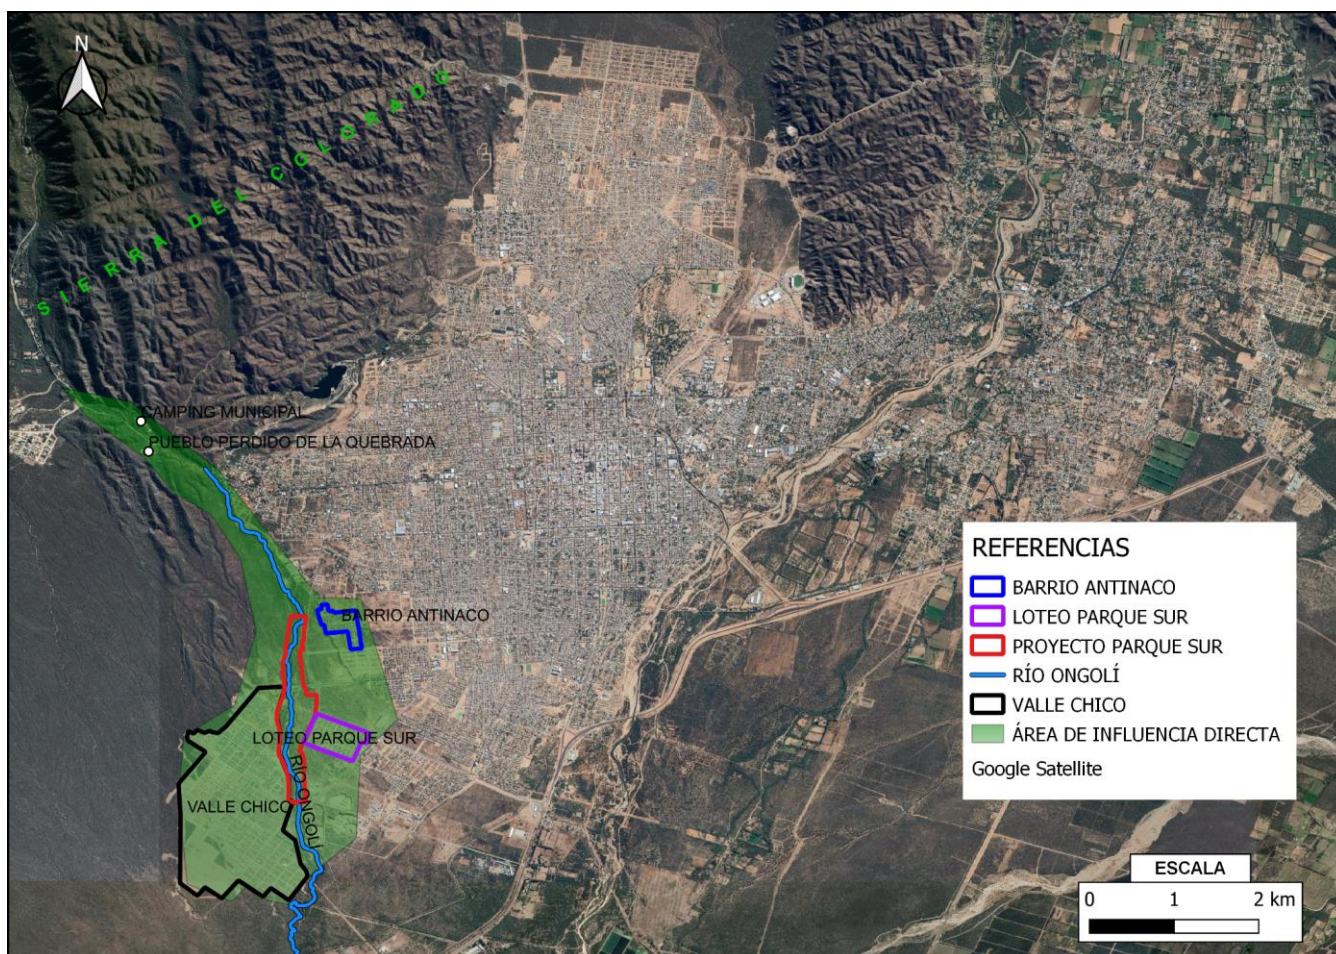 N
SIERRA DEL COLORADO
CAMPING MUNICIPAL
PUEBLO PERDIDO DE LA QUEBRADA
BARRIO ANTINACO
LOTEO PARQUE SUR
RÍO ONGOLÍ
VALLE CHICO
REFERENCIAS
BARRIO ANTINACO
LOTEO PARQUE SUR
PROYECTO PARQUE SUR
RÍO ONGOLÍ
VALLE CHICO
ÁREA DE INFLUENCIA DIRECTA
Google Satellite
ESCALA
0 1 2 km